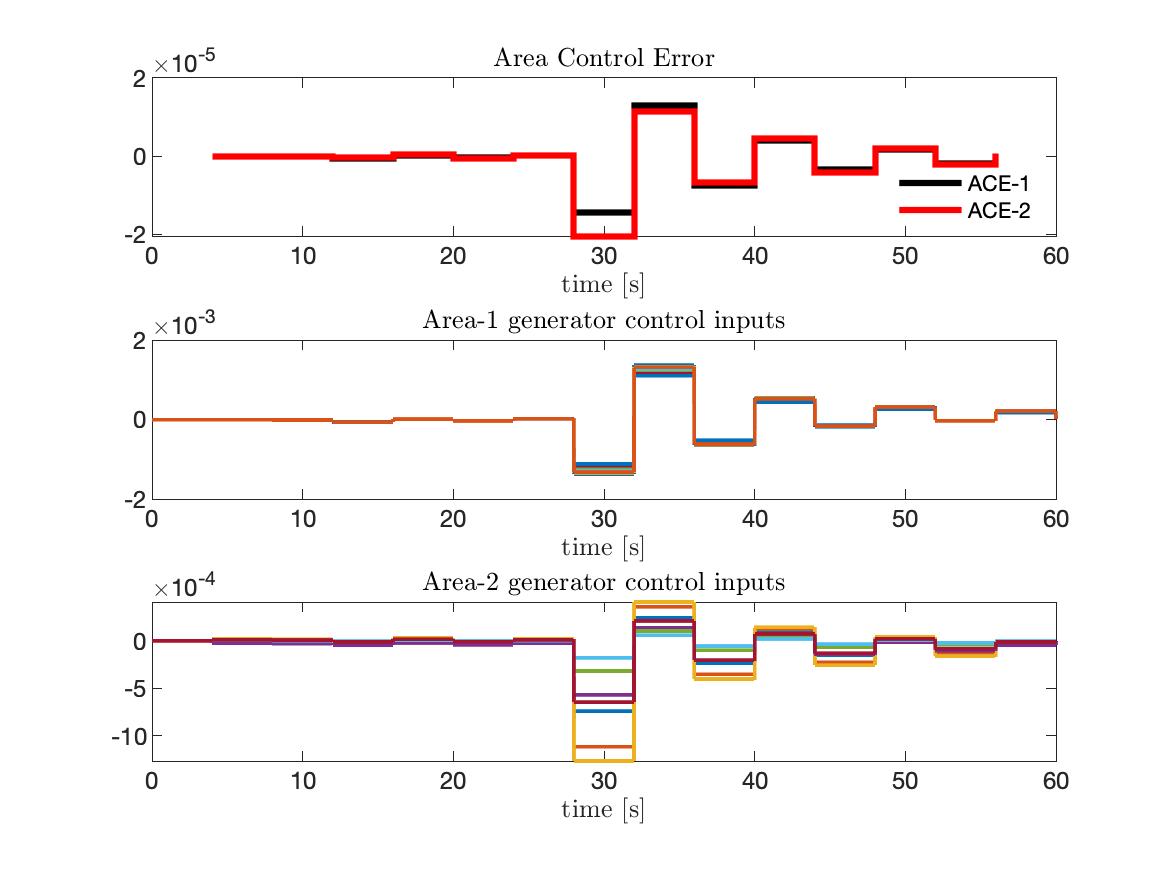 Area Control Error
×10-5
2
0
-2
ACE-1
ACE-2
0 10 20 30 40 50 60
time [s]
Area-1 generator control inputs
×10-3
2
0
-2
0 10 20 30 40 50 60
time [s]
Area-2 generator control inputs
×10-4
0
-5
-10
0 10 20 30 40 50 60
time [s]